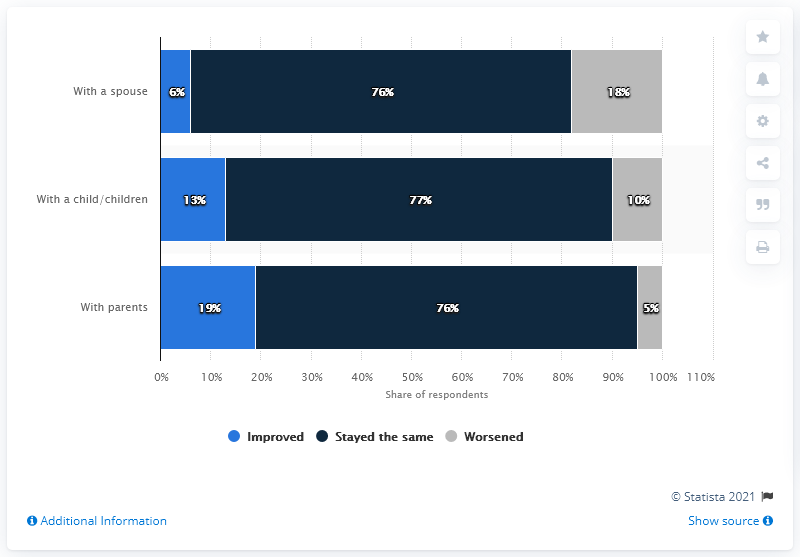 With a spouse
6%
76%
18%
With a child/children
13%
77%
10%
With parents
19%
76%
5%
0%
10%
20%
30%
40%
50%
60%
70%
80%
90%
100%
110%
Share of respondents
Improved
Stayed the same
Worsened
© Statista 2021
Additional Information
Show source